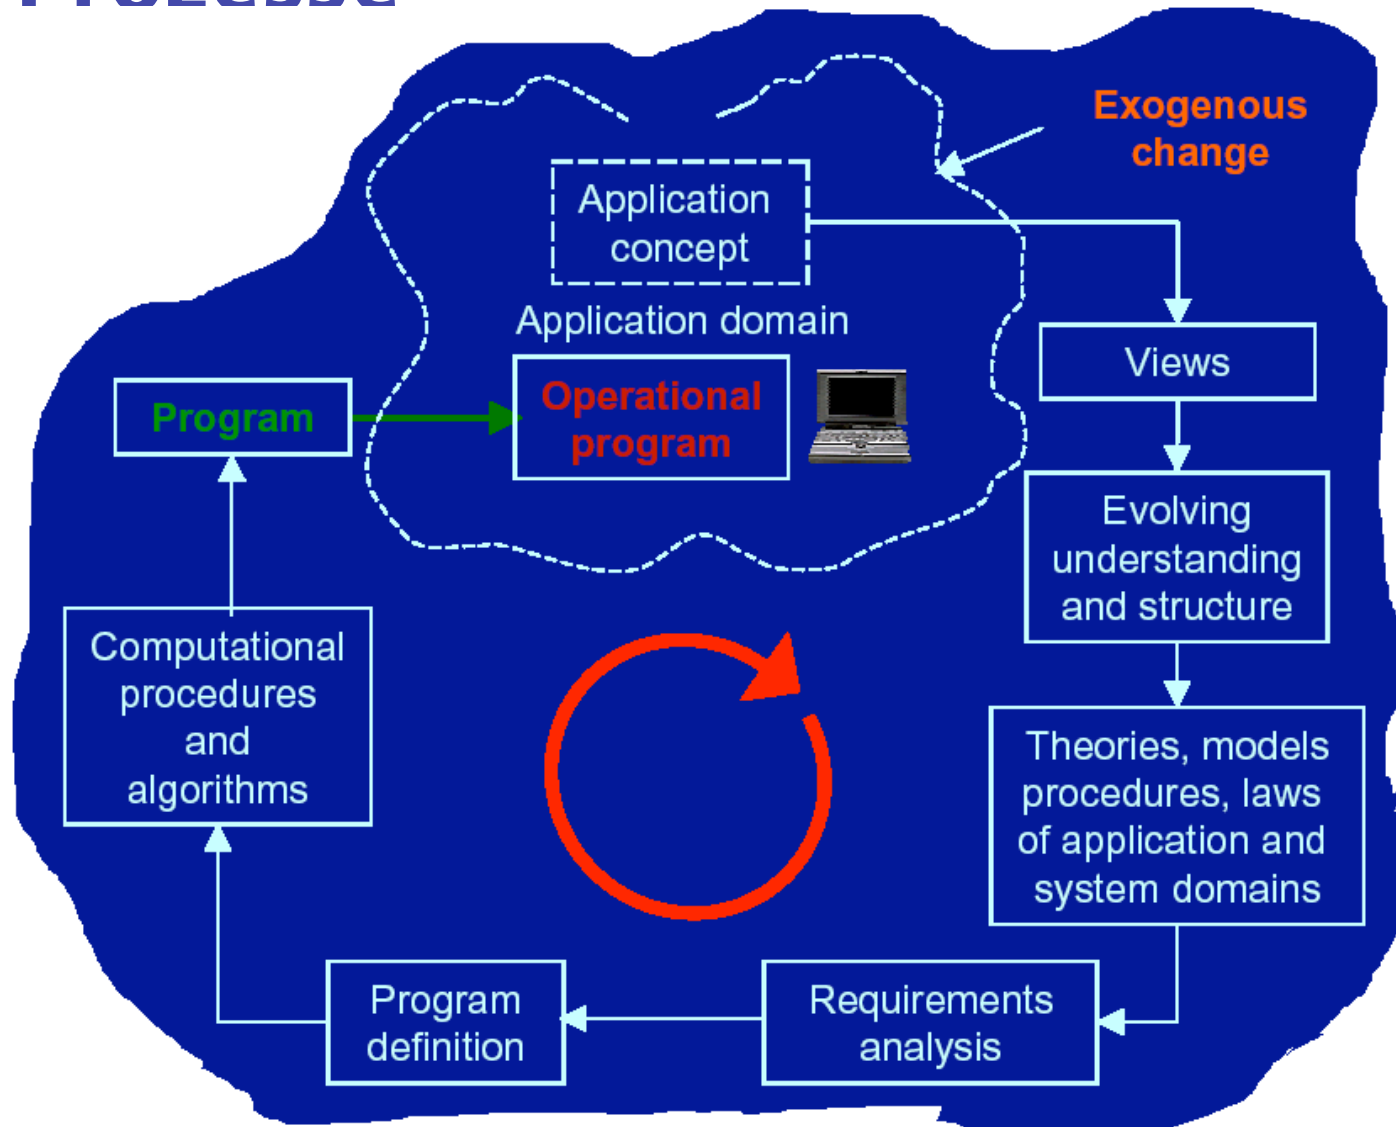 Prozesse
Exogenous
change
Application
concept
Application domain
Operational
program
Program
Views
Evolving
understanding
and structure
Theories, models
procedures, laws
of application and
system domains
Requirements
analysis
Program
definition
Computational
procedures
and
algorithms